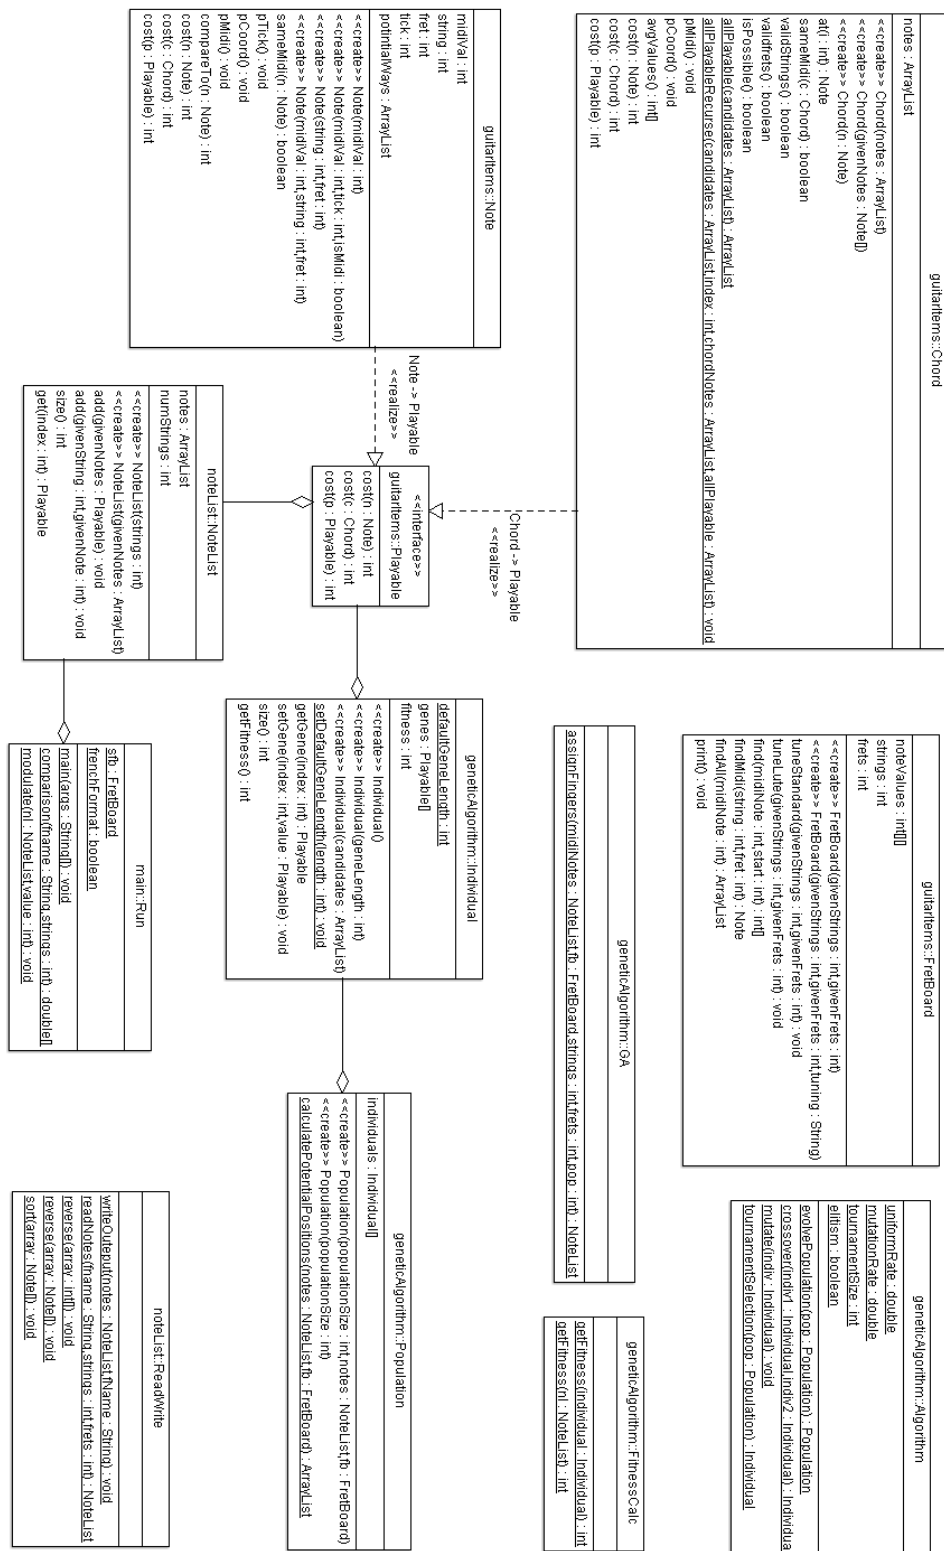 guitarItems::Chord
notes : ArrayList
<<create>> Chord(notes : ArrayList)
<<create>> Chord(givenNotes : Note[])
<<create>> Chord(n : Note)
at(i : int) : Note
sameMidi(c : Chord) : boolean
validStrings() : boolean
validfrets() : boolean
isPossible() : boolean
allPlayable(candidates : ArrayList) : ArrayList
allPlayableRecurse(candidates : ArrayList,index : int,chordNotes : ArrayList,allPlayable : ArrayList) : void
pMidi() : void
pCoord() : void
avgValues() : int[]
cost(n : Note) : int
cost(c : Chord) : int
cost(p : Playable) : int
guitarItems::FretBoard
noteValues : int[][]
strings : int
frets : int
<<create>> FretBoard(givenStrings : int,givenFrets : int)
<<create>> FretBoard(givenStrings : int,givenFrets : int,tuning : String)
tuneStandard(givenStrings : int,givenFrets : int) : void
tuneLute(givenStrings : int,givenFrets : int) : void
find(midiNote : int,start : int) : int[]
findMidi(string : int,fret : int) : Note
findAll(midiNote : int) : ArrayList
print() : void
geneticAlgorithm::Algorithm
uniformRate : double
mutationRate : double
tournamentSize : int
elitism : boolean
evolvePopulation(pop : Population) : Population
crossover(indiv1 : Individual,indiv2 : Individual) : Individua
mutate(indiv : Individual) : void
tournamentSelection(pop : Population) : Individual
geneticAlgorithm::GA
assignFingers(midiNotes : NoteList,fb : FretBoard,strings : int,frets : int,pop : int) : NoteList
geneticAlgorithm::FitnessCalc
getFitness(individual : Individual) : int
getFitness(nl : NoteList) : int
Chord -> Playable
<<realize>>
guitarItems::Note
midiVal : int
string : int
fret : int
tick : int
potintialWays : ArrayList
<<create>> Note(midiVal : int)
<<create>> Note(midiVal : int,tick : int,isMidi : boolean)
<<create>> Note(string : int,fret : int)
<<create>> Note(midiVal : int,string : int,fret : int)
sameMidi(n : Note) : boolean
pTick() : void
pCoord() : void
pMidi() : void
compareTo(n : Note) : int
cost(n : Note) : int
cost(c : Chord) : int
cost(p : Playable) : int
Note -> Playable
<<realize>>
<<interface>>
guitarItems::Playable
cost(n : Note) : int
cost(c : Chord) : int
cost(p : Playable) : int
geneticAlgorithm::Individual
defaultGeneLength : int
genes : Playable[]
fitness : int
<<create>> Individual()
<<create>> Individual(geneLength : int)
<<create>> Individual(candidates : ArrayList)
setDefaultGeneLength(length : int) : void
getGene(index : int) : Playable
setGene(index : int,value : Playable) : void
size() : int
getFitness() : int
geneticAlgorithm::Population
individuals : Individual[]
<<create>> Population(populationSize : int,notes : NoteList,fb : FretBoard)
<<create>> Population(populationSize : int)
calculatePotentialPositions(notes : NoteList,fb : FretBoard) : ArrayList
noteList::NoteList
notes : ArrayList
numStrings : int
<<create>> NoteList(strings : int)
<<create>> NoteList(givenNotes : ArrayList)
add(givenNotes : Playable) : void
add(givenString : int,givenNote : int) : void
size() : int
get(index : int) : Playable
main::Run
sfb : FretBoard
frenchFormat : boolean
main(args : String[]) : void
comparison(fname : String,strings : int) : double[]
modulate(nl : NoteList,value : int) : void
noteList::ReadWrite
writeOuteput(notes : NoteList,fName : String) : void
readNotes(fname : String,strings : int,frets : int) : NoteList
reverse(array : int[]) : void
reverse(array : Note[]) : void
sort(array : Note[]) : void